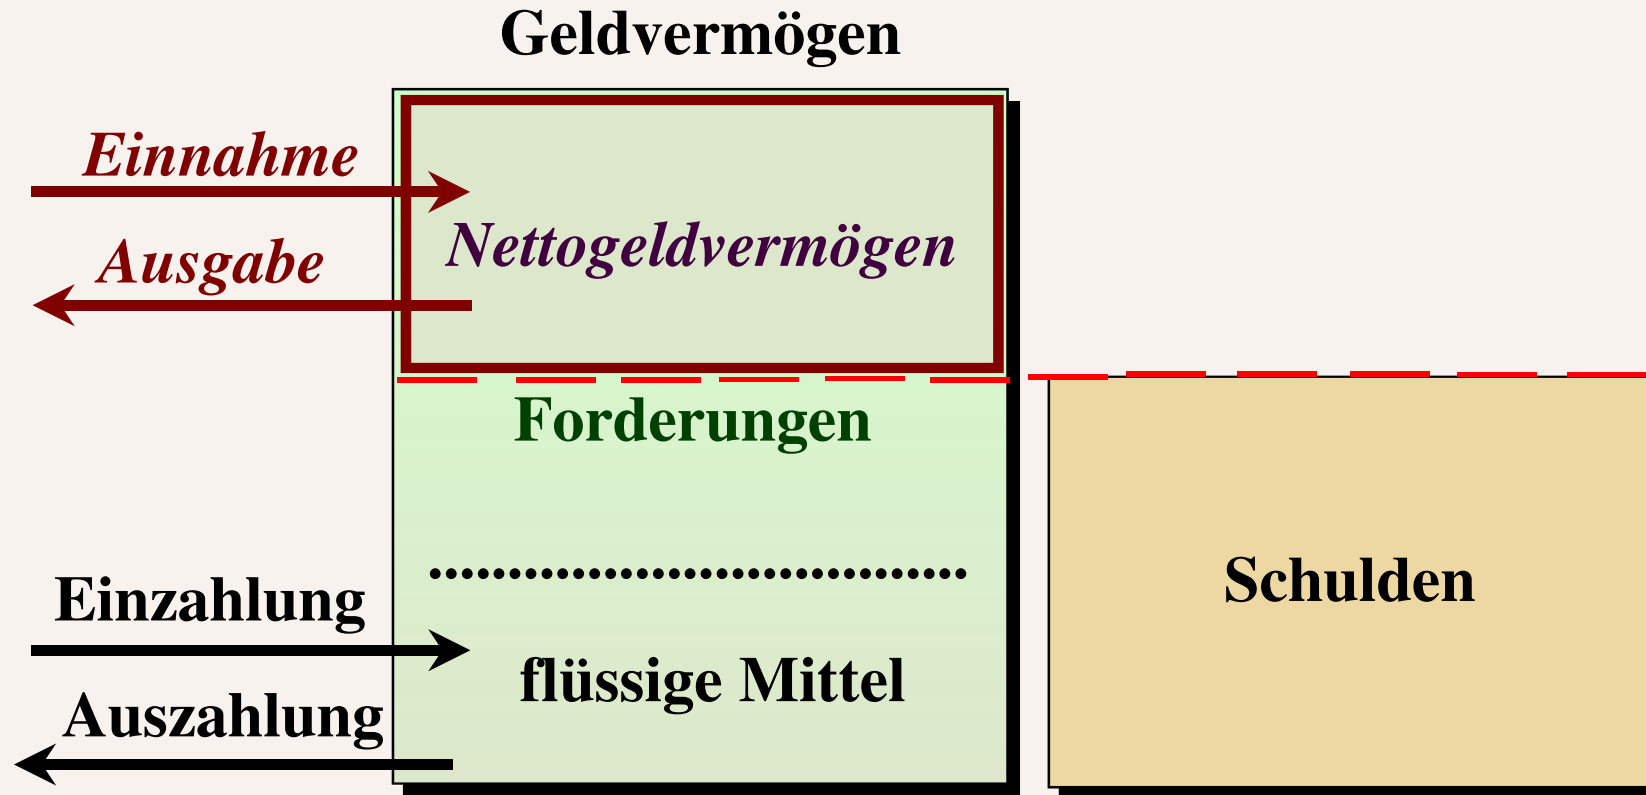 Geldvermögen
Einnahme
Nettogeldvermögen
Ausgabe
Forderungen
Einzahlung
flüssige Mittel
Auszahlung
Schulden